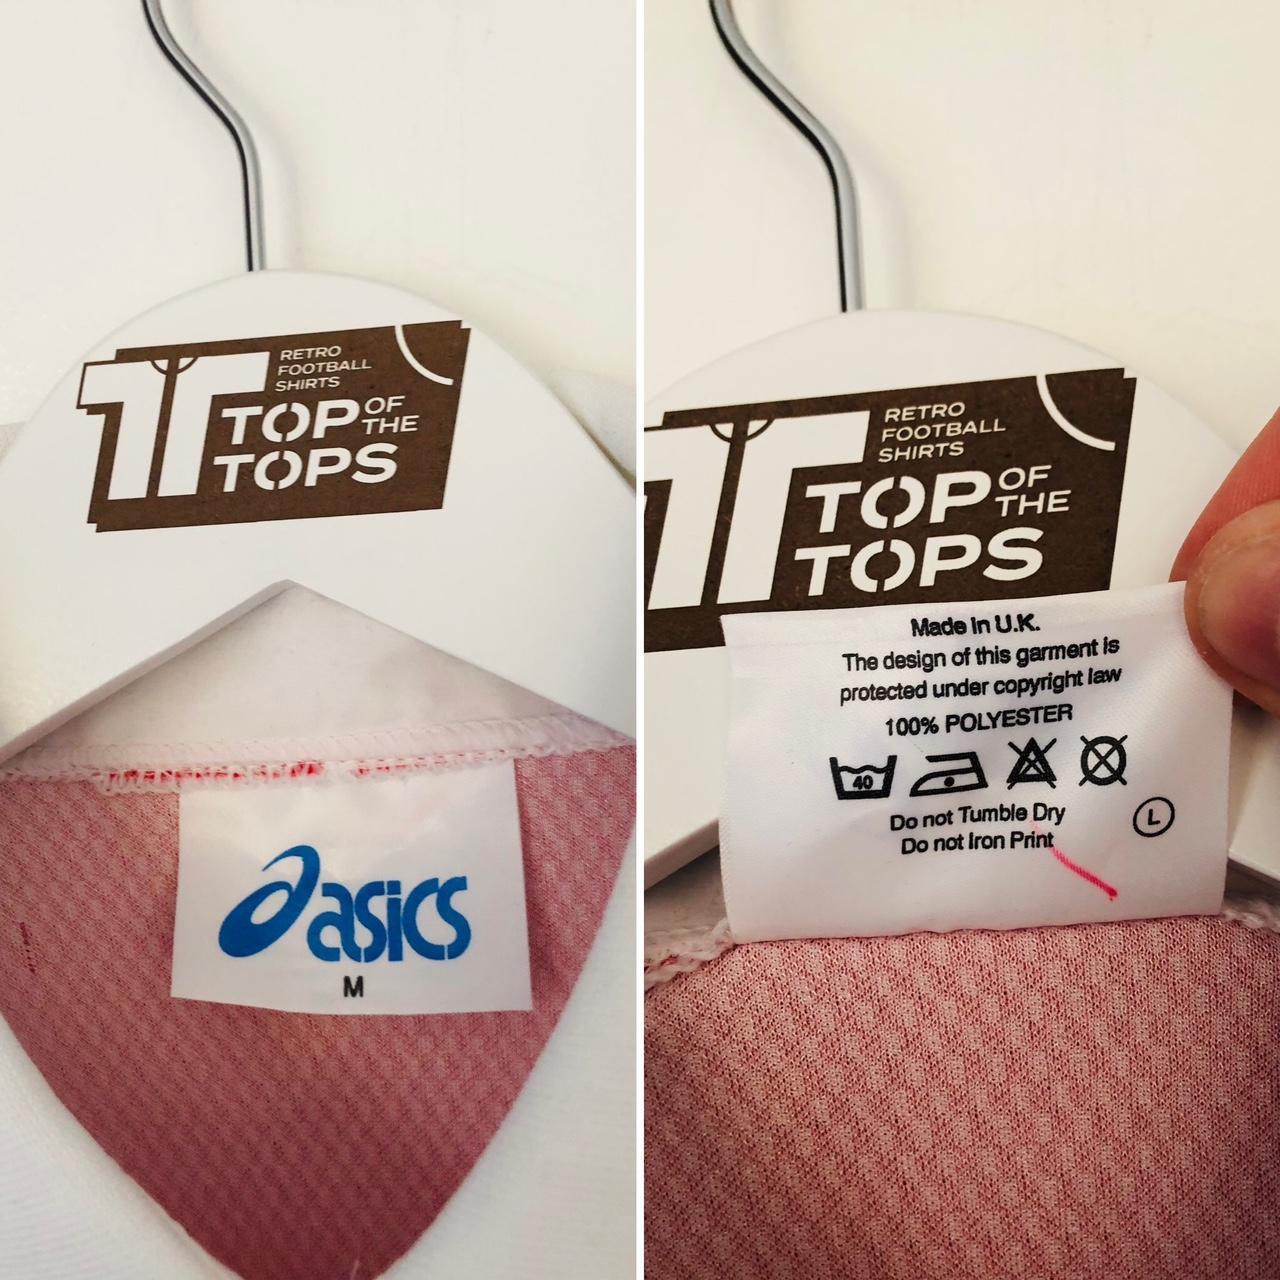 RETRO
FOOTBALL
SHIRTS
TOP OF
THE
TOPS
asics
M
RETRO
FOOTBALL
SHIRTS
TOP OF
THE
TOPS
Made in U.K.
The design of this garment is
protected under copyright law
100% POLYESTER
40
Do not Tumble Dry
Do not Iron Print
L